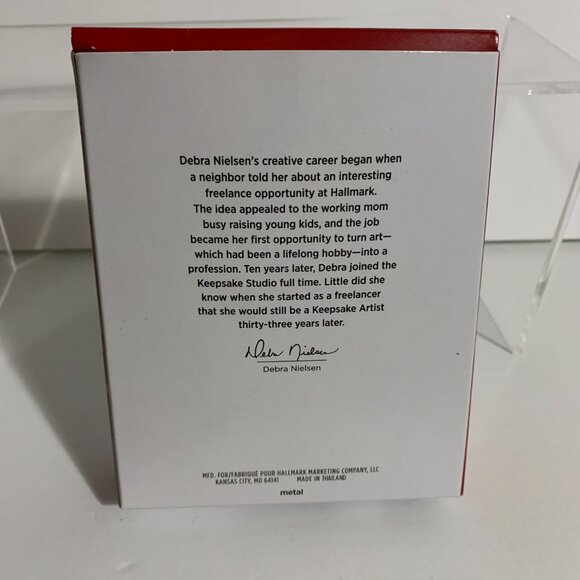 Debra Nielsen's creative career began when
a neighbor told her about an interesting
freelance opportunity at Hallmark.
The idea appealed to the working mom
busy raising young kids, and the job
became her first opportunity to turn art—
which had been a lifelong hobby—into a
profession. Ten years later, Debra joined the
Keepsake Studio full time. Little did she
know when she started as a freelancer
that she would still be a Keepsake Artist
thirty-three years later.
Debra Nielsen
Debra Nielsen
MFD. FOR/FABRIQUÉ POUR HALLMARK MARKETING COMPANY, LLC
KANSAS CITY, MO 64141 MADE IN THAILAND
metal